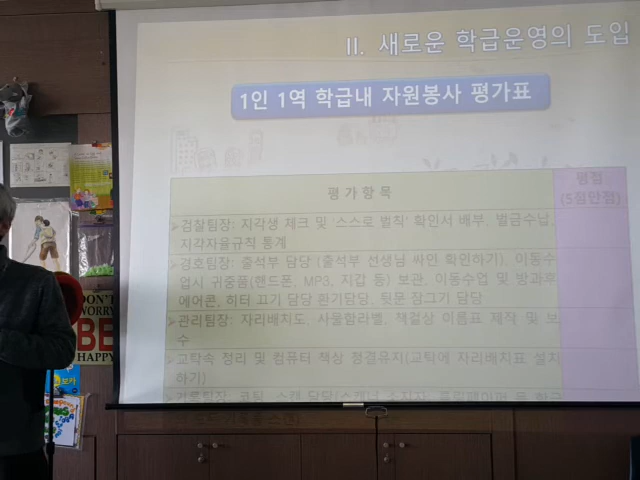 II. 새로운 학급운영의 도입
1인 1역 학급내 자원봉사 평가표
평가항목
평점
(5점만점)
➢검찰팀장: 지각생 체크 및 '스스로 벌칙' 확인서 배부, 벌금수납,
지각자율규칙 통계
➢경호팀장: 출석부 담당 (출석부 선생님 싸인 확인하기), 이동수
업시 귀중품(핸드폰, MP3, 지갑 등) 보관, 이동수업 및 방과후
에어콘, 히터 끄기 담당 환기담당, 뒷문 잠그기 담당
➢관리팀장: 자리배치도, 사물함라벨, 책걸상 이름표 제작 및 보
수
➢교탁속 정리 및 컴퓨터 책상 청결유지(교탁에 자리배치표 설치
하기)
DON'T
WORRY
BE
HAPPY